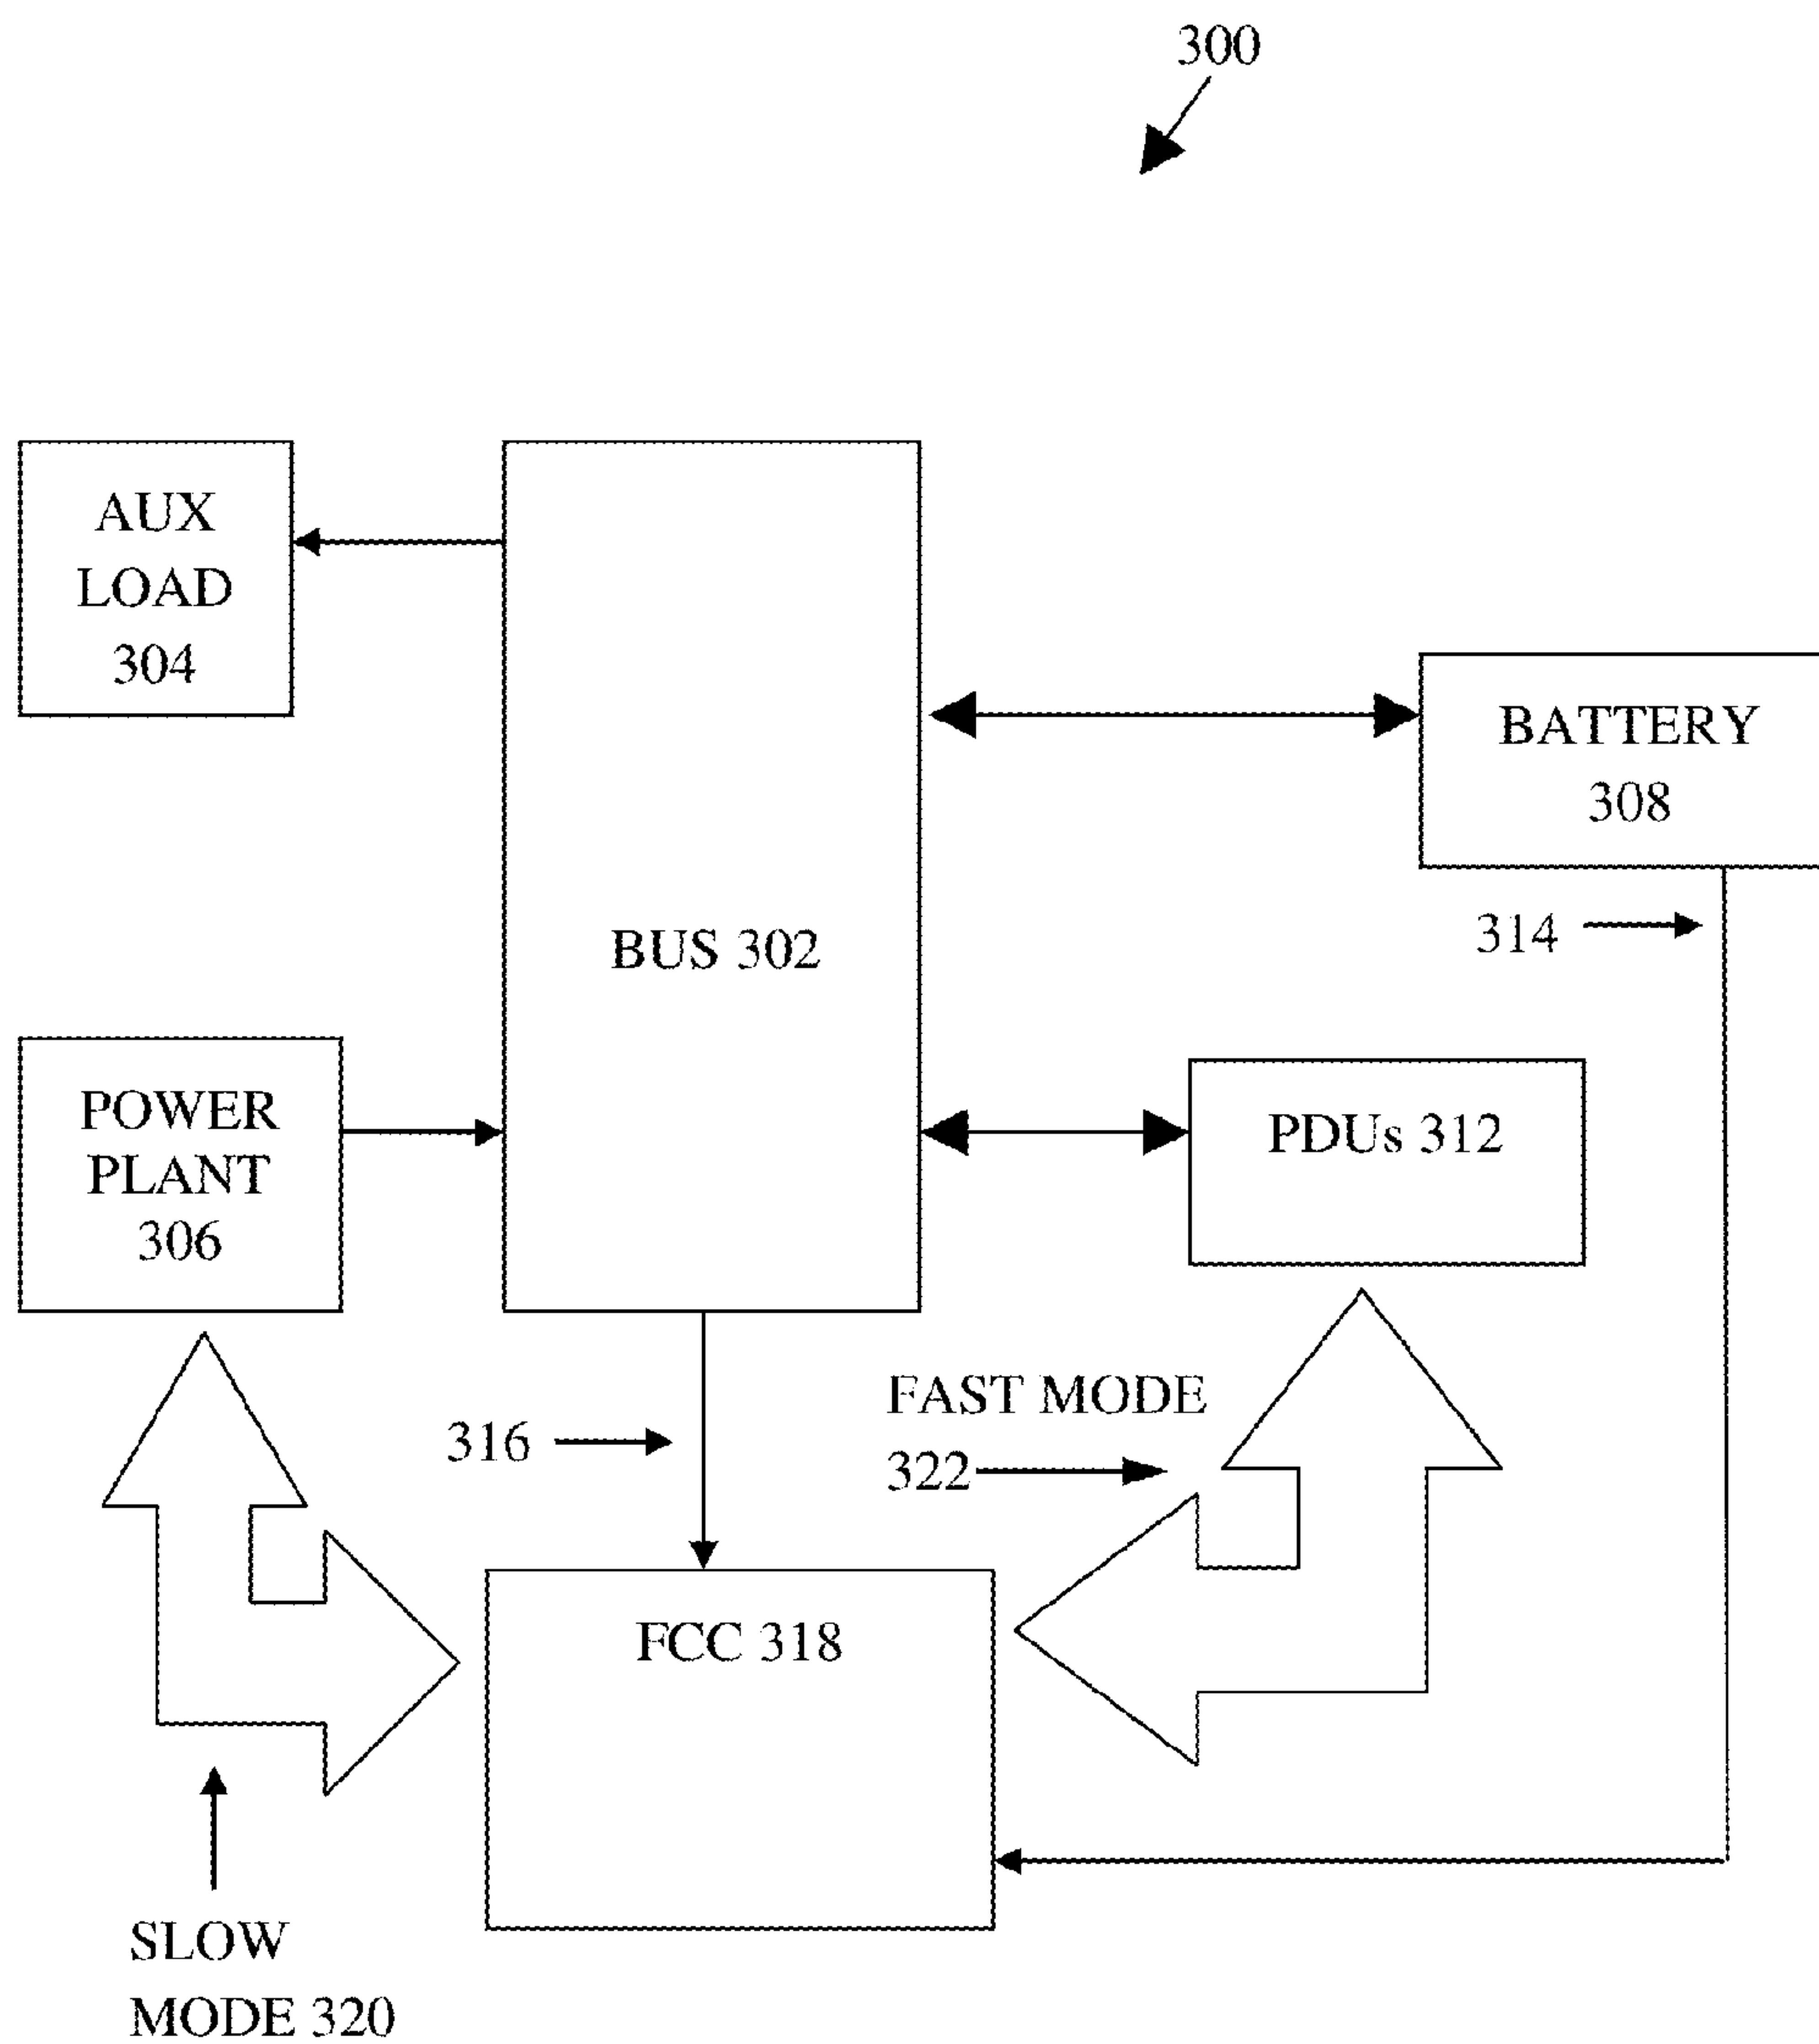 300
AUX
LOAD
304
BATTERY
308
314
BUS 302
POWER
PLANT
306
PDUs 312
316
FAST MODE
322
FCC 318
SLOW
MODE 320